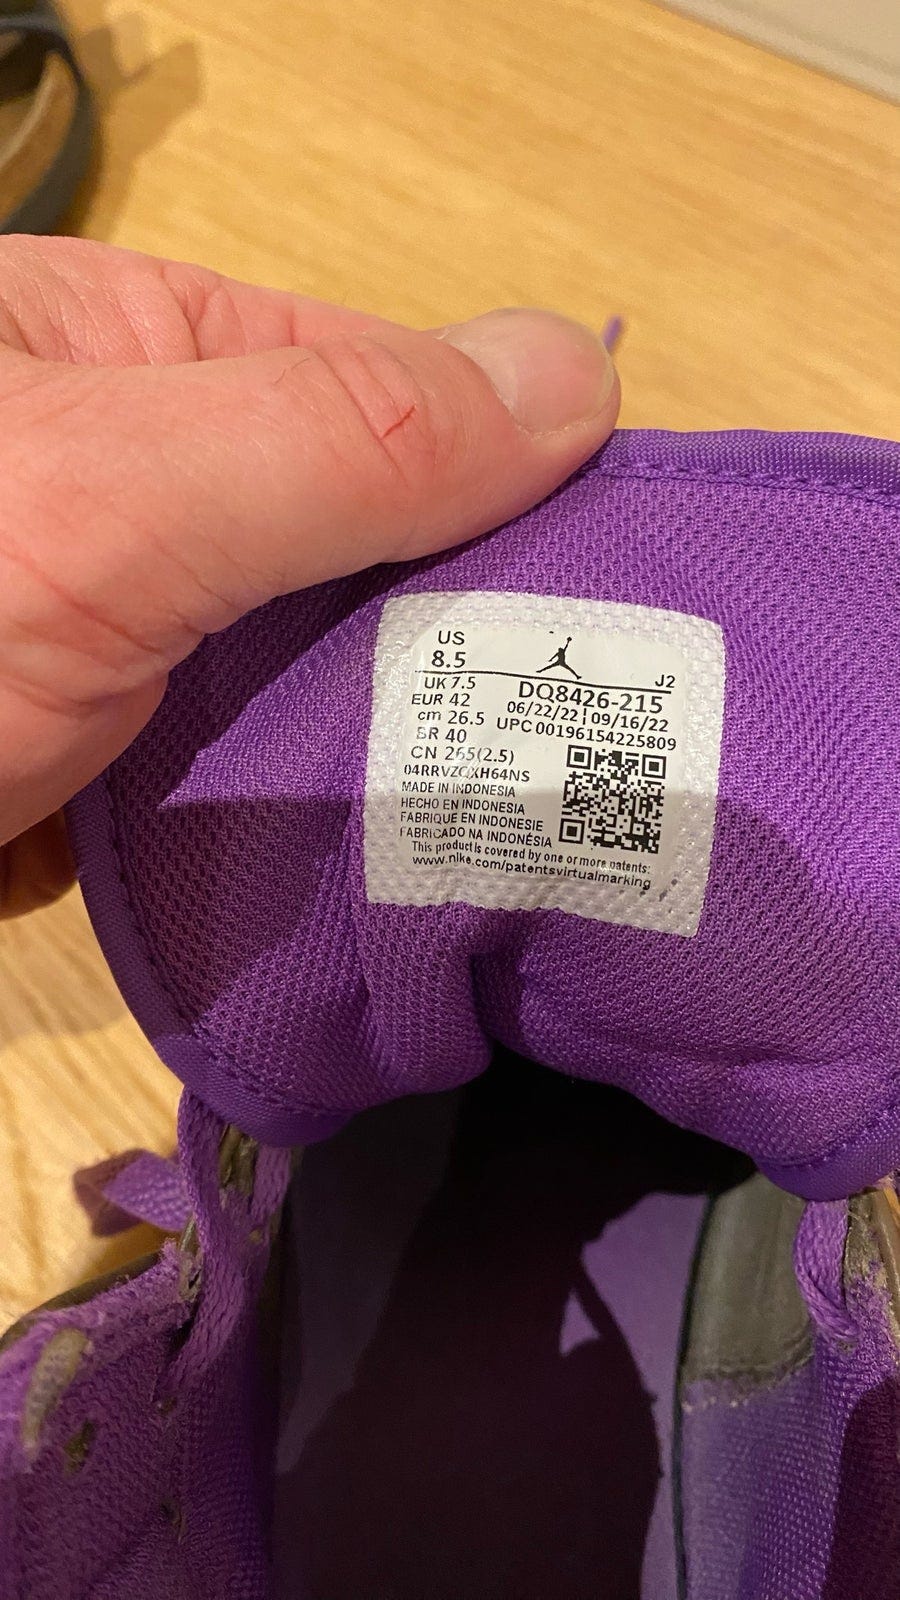 US
8.5
J2
UK 7.5
DQ8426-215
EUR 42
06/22/22 | 09/16/22
cm 26.5
UPC 00196154225809
BR 40
CN 265(2.5)
04RRVZCXH64NS
MADE IN INDONESIA
HECHO EN INDONESIA
FABRIQUE EN INDONESIE
FABRICADO NA INDONÉSIA
This product is covered by one or more patents:
www.nike.com/patentsvirtualmarking